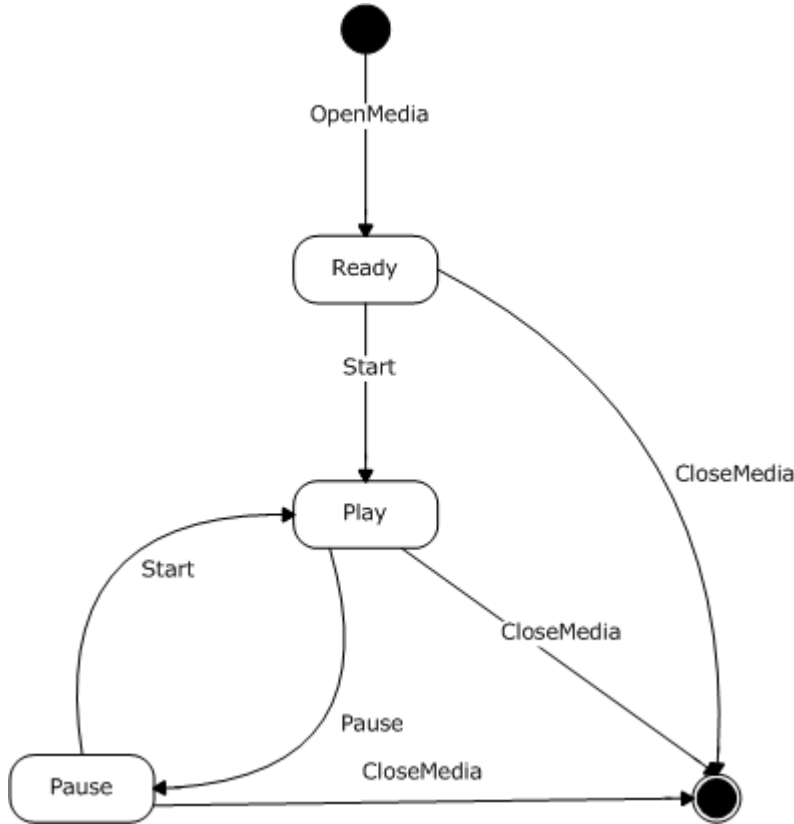 OpenMedia
Ready
Start
CloseMedia
Play
Start
CloseMedia
Pause
CloseMedia
Pause